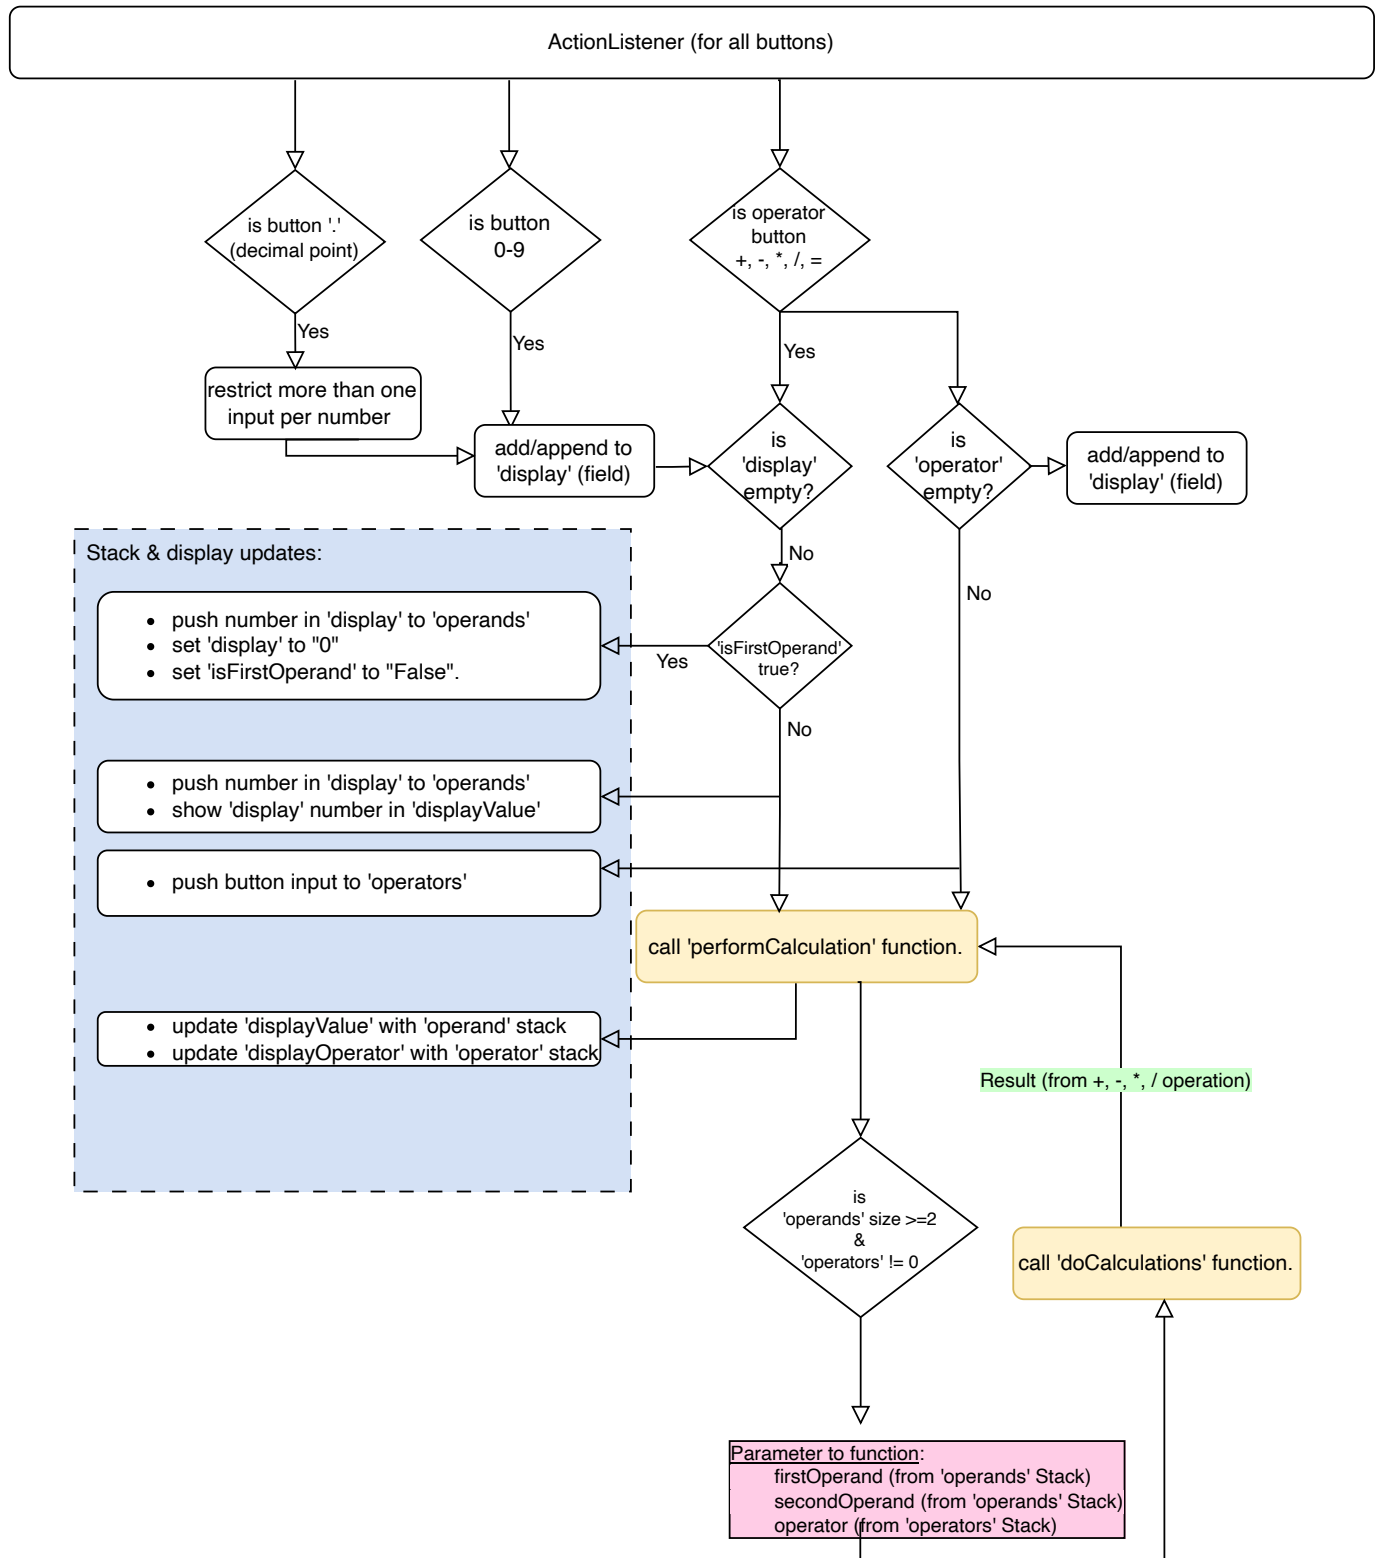 ActionListener (for all buttons)
is button '.'
(decimal point)
is button
0-9
is operator
button
+, -, *, /, =
Yes
Yes
Yes
restrict more than one
input per number
add/append to
'display' (field)
is
'display'
empty?
is
'operator'
empty?
add/append to
'display' (field)
No
No
Stack & display updates:
• push number in 'display' to 'operands'
• set 'display' to "0"
• set 'isFirstOperand' to "False".
Yes
'isFirstOperand'
true?
No
• push number in 'display' to 'operands'
• show 'display' number in 'displayValue'
• push button input to 'operators'
call 'performCalculation' function.
• update 'displayValue' with 'operand' stack
• update 'displayOperator' with 'operator' stack
Result (from +, -, *, / operation)
is
'operands' size >=2
&
'operators' != 0
call 'doCalculations' function.
Parameter to function:
firstOperand (from 'operands' Stack)
secondOperand (from 'operands' Stack)
operator (from 'operators' Stack)